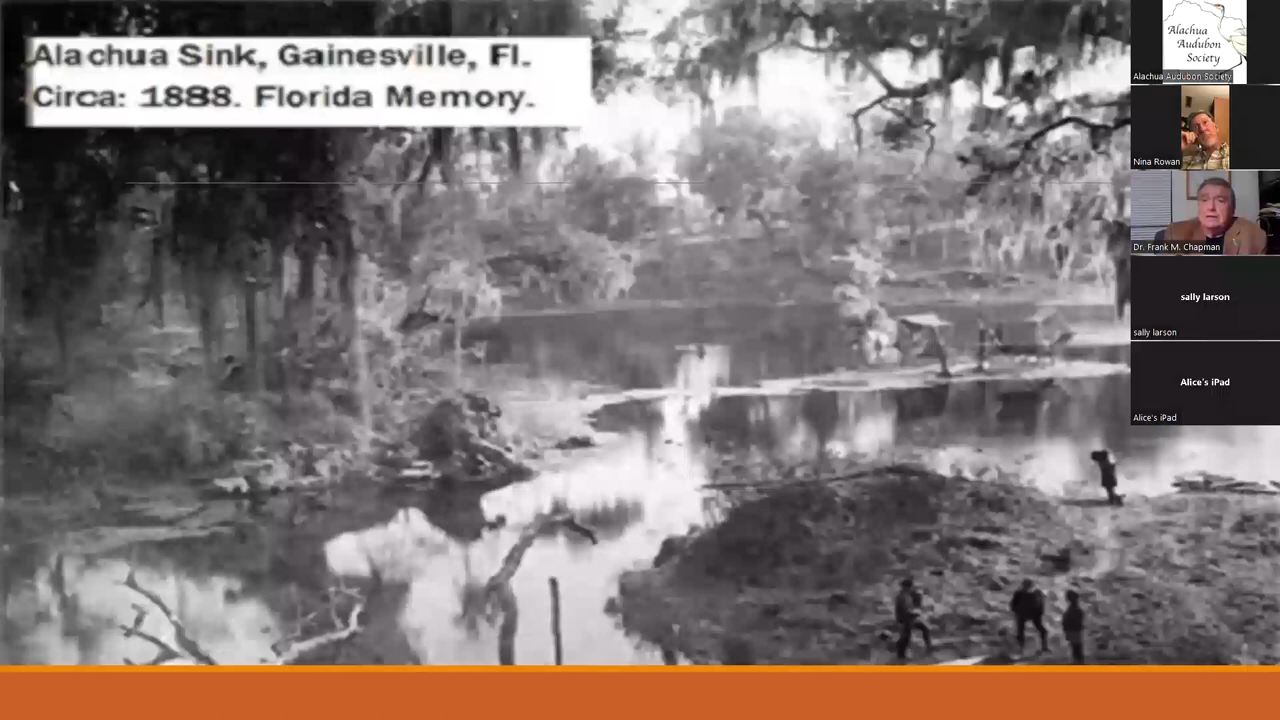 Alachua Sink, Gainesville, Fl.
Circa: 1888. Florida Memory.
Alachua
Audubon
Society
Alachua Audubon Society
Nina Rowan
Dr. Frank M. Chapman
sally larson
sally larson
Alice's iPad
Alice's iPad